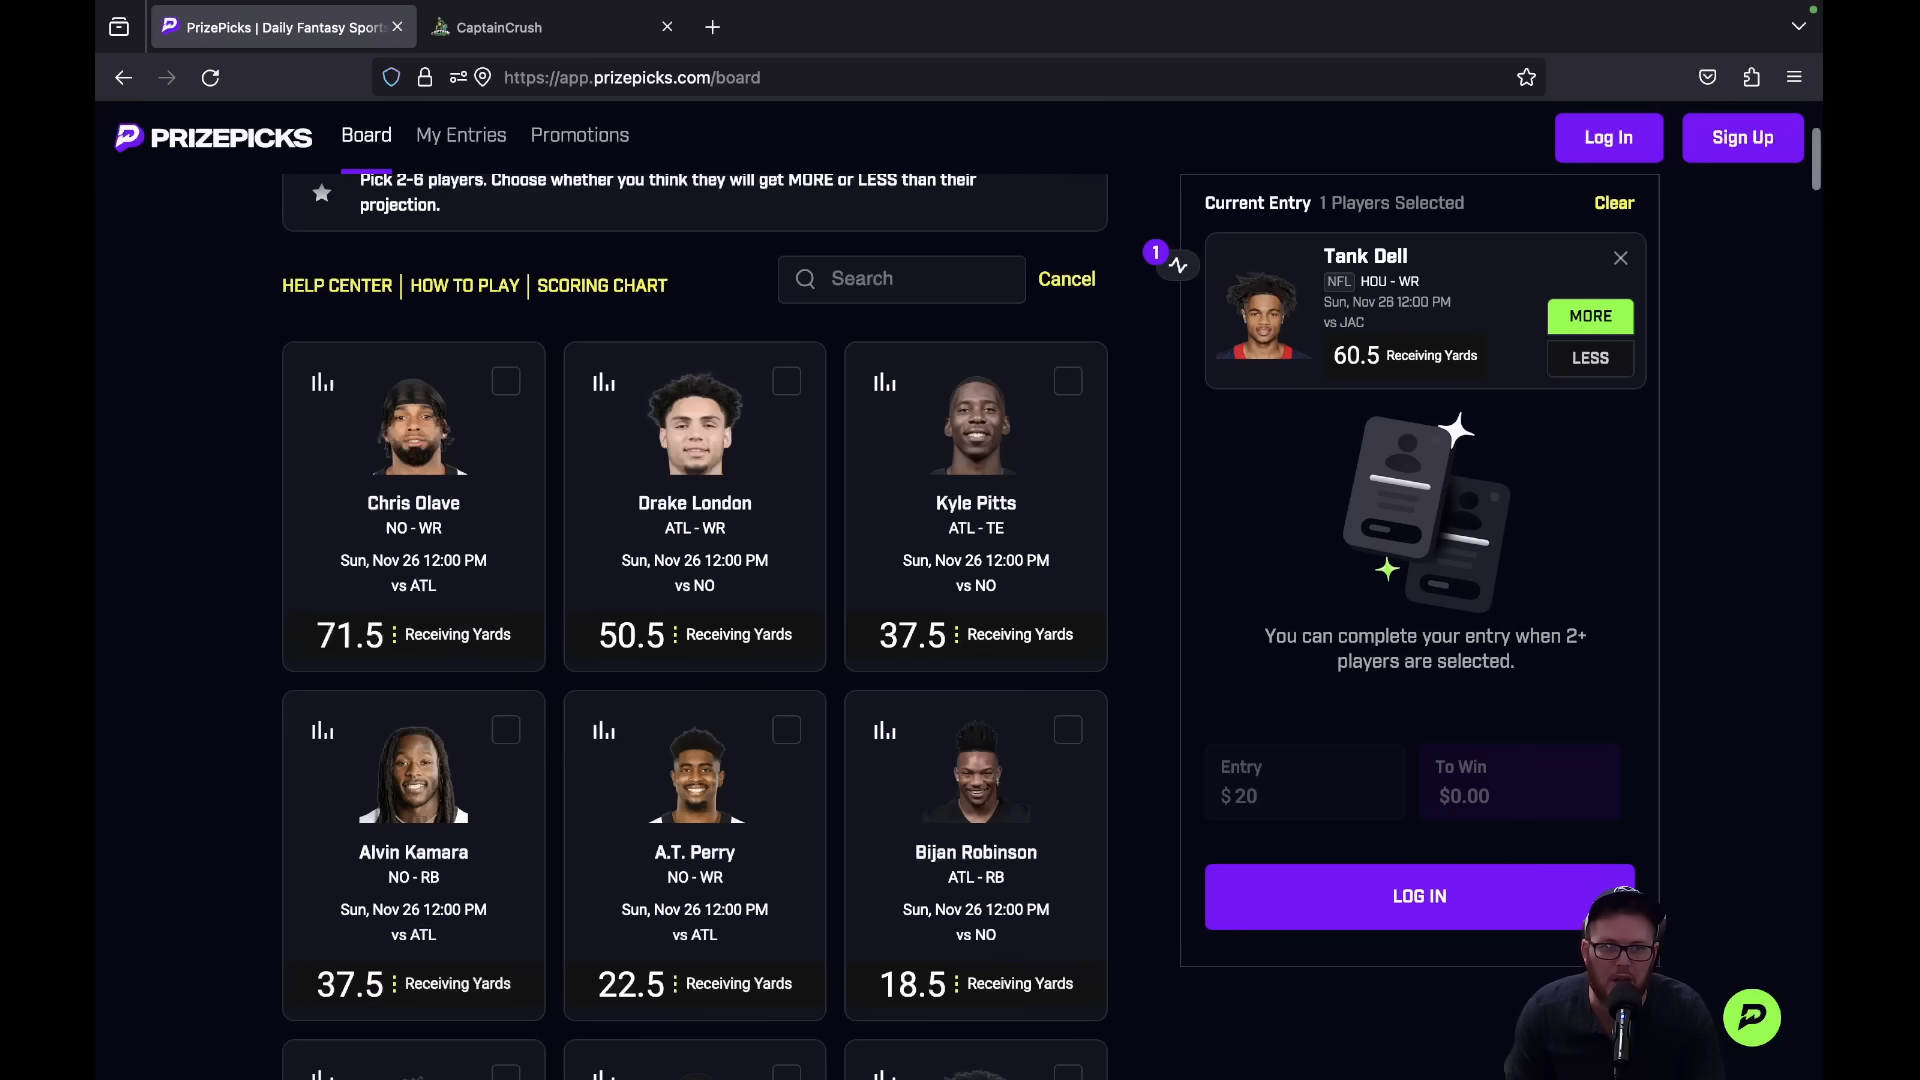 PrizePicks | Daily Fantasy Sports
CaptainCrush
https://app.prizepicks.com/board
PRIZEPICKS
Board
My Entries
Promotions
Log In
Sign Up
Pick 2-6 players. Choose whether you think they will get MORE or LESS than their
projection.
HELP CENTER | HOW TO PLAY | SCORING CHART
Search
Cancel
Chris Olave
NO - WR
Sun, Nov 26 12:00 PM
vs ATL
71.5 Receiving Yards
Drake London
ATL - WR
Sun, Nov 26 12:00 PM
vs NO
50.5 Receiving Yards
Kyle Pitts
ATL - TE
Sun, Nov 26 12:00 PM
vs NO
37.5 Receiving Yards
Alvin Kamara
NO - RB
Sun, Nov 26 12:00 PM
vs ATL
37.5 Receiving Yards
A.T. Perry
NO - WR
Sun, Nov 26 12:00 PM
vs ATL
22.5 Receiving Yards
Bijan Robinson
ATL - RB
Sun, Nov 26 12:00 PM
vs NO
18.5 Receiving Yards
Current Entry 1 Players Selected
Clear
1
Tank Dell
NFL HOU - WR
Sun, Nov 26 12:00 PM
vs JAC
60.5 Receiving Yards
MORE
LESS
You can complete your entry when 2+
players are selected.
Entry
$ 20
To Win
$0.00
LOG IN